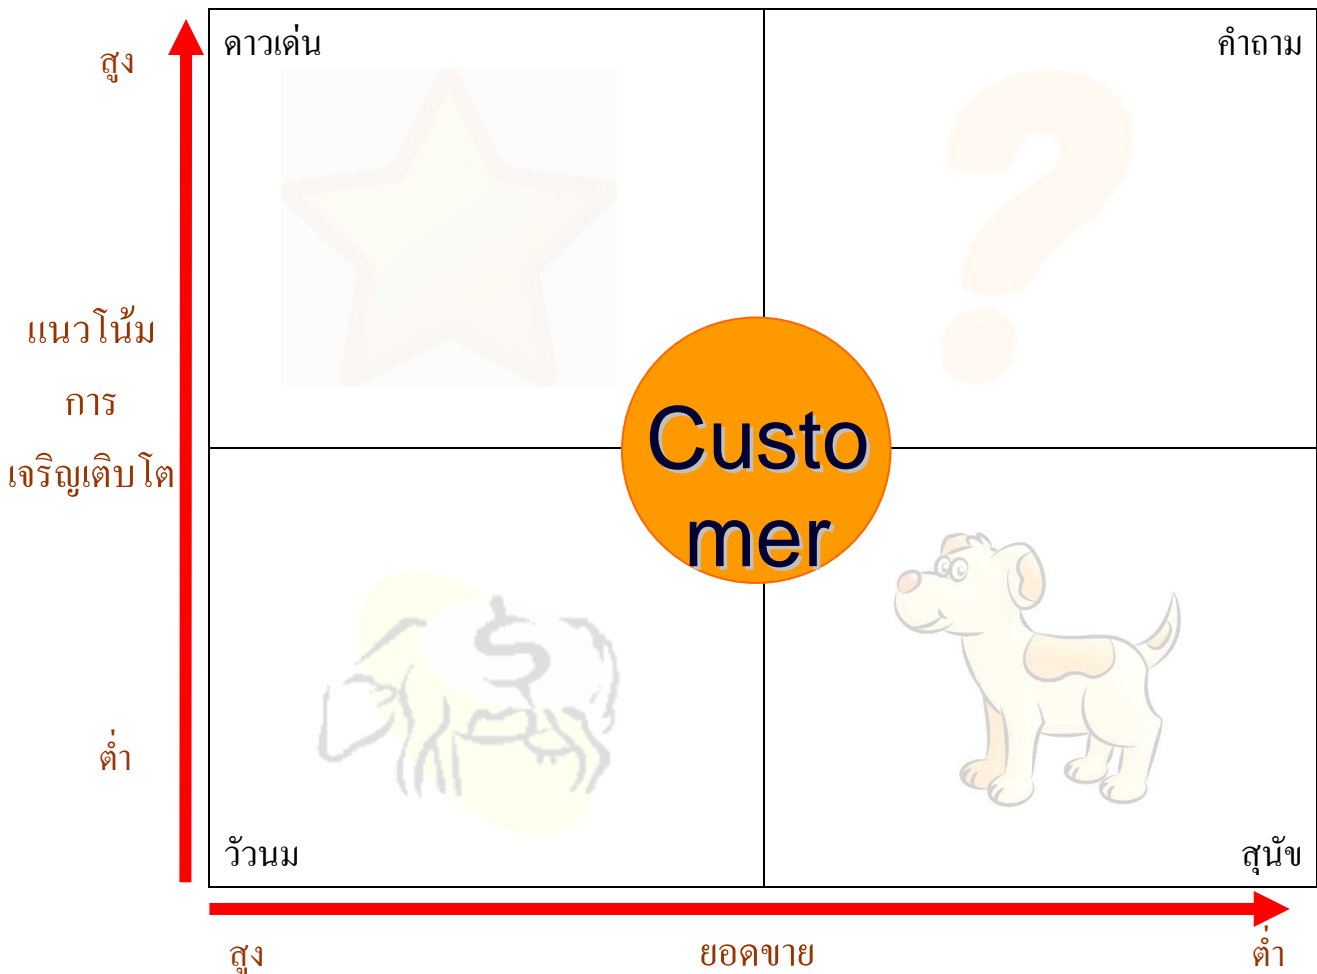 ดาวเด่น
คำถาม
สูง
แนวโน้ม
การ
เจริญเติบโต
ต่ำ
Custo
mer
วัวนม
สุนัข
สูง
ยอดขาย
ต่ำ